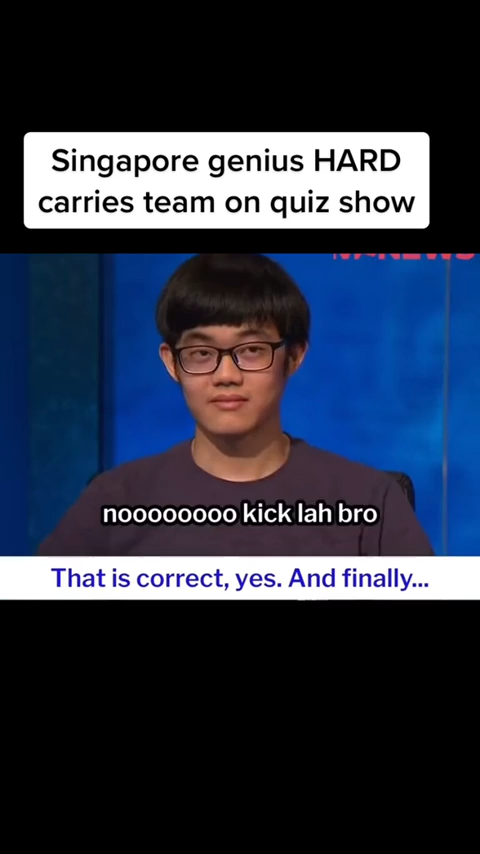 Singapore genius HARD
carries team on quiz show
noooooooo kick lah bro
That is correct, yes. And finally...